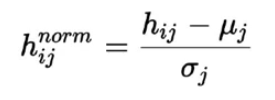 h_{ij}^{norm} = \frac{h_{ij} - \mu_j}{\sigma_j}